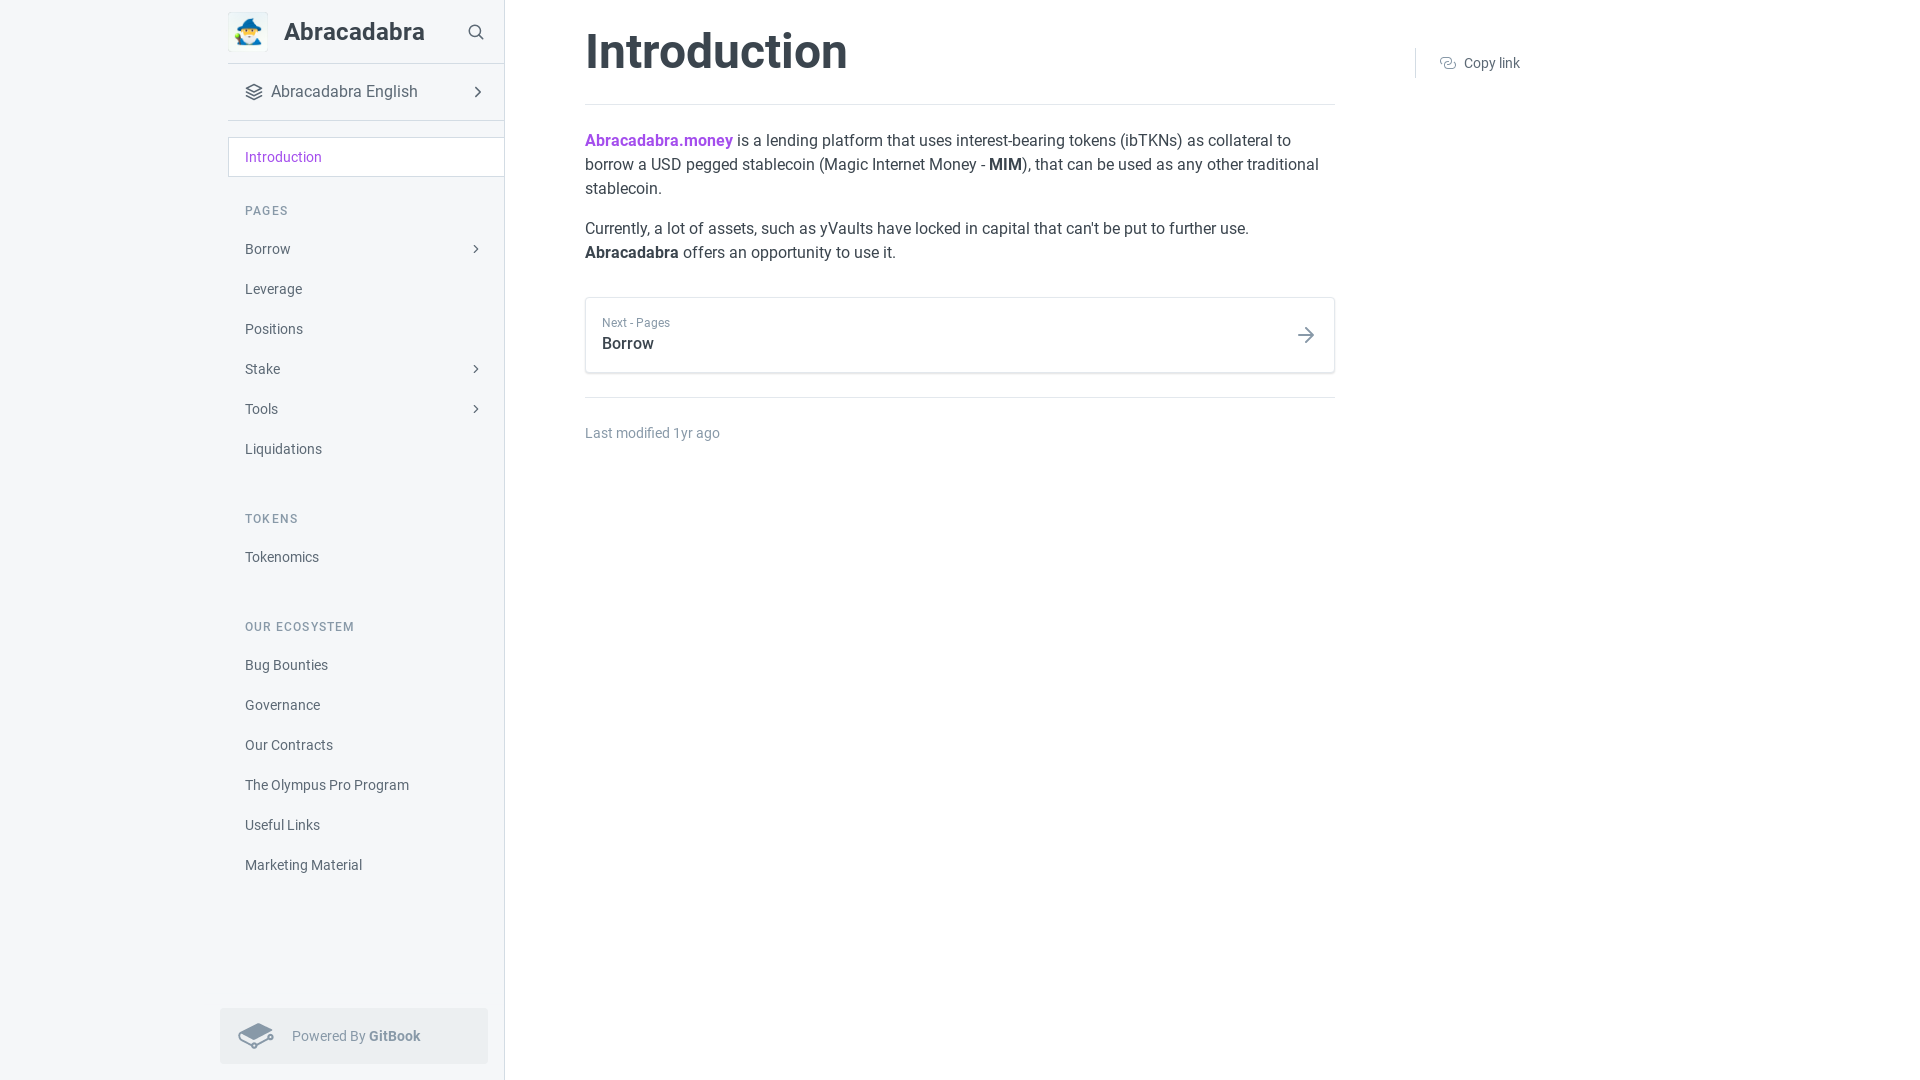 Abracadabra
Abracadabra English
Introduction
PAGES
Borrow
Leverage
Positions
Stake
Tools
Liquidations
TOKENS
Tokenomics
OUR ECOSYSTEM
Bug Bounties
Governance
Our Contracts
The Olympus Pro Program
Useful Links
Marketing Material
Powered By GitBook
Introduction
Copy link
Abracadabra.money is a lending platform that uses interest-bearing tokens (ibTKNs) as collateral to
borrow a USD pegged stablecoin (Magic Internet Money - MIM), that can be used as any other traditional
stablecoin.
Currently, a lot of assets, such as yVaults have locked in capital that can't be put to further use.
Abracadabra offers an opportunity to use it.
Next - Pages
Borrow
Last modified 1yr ago